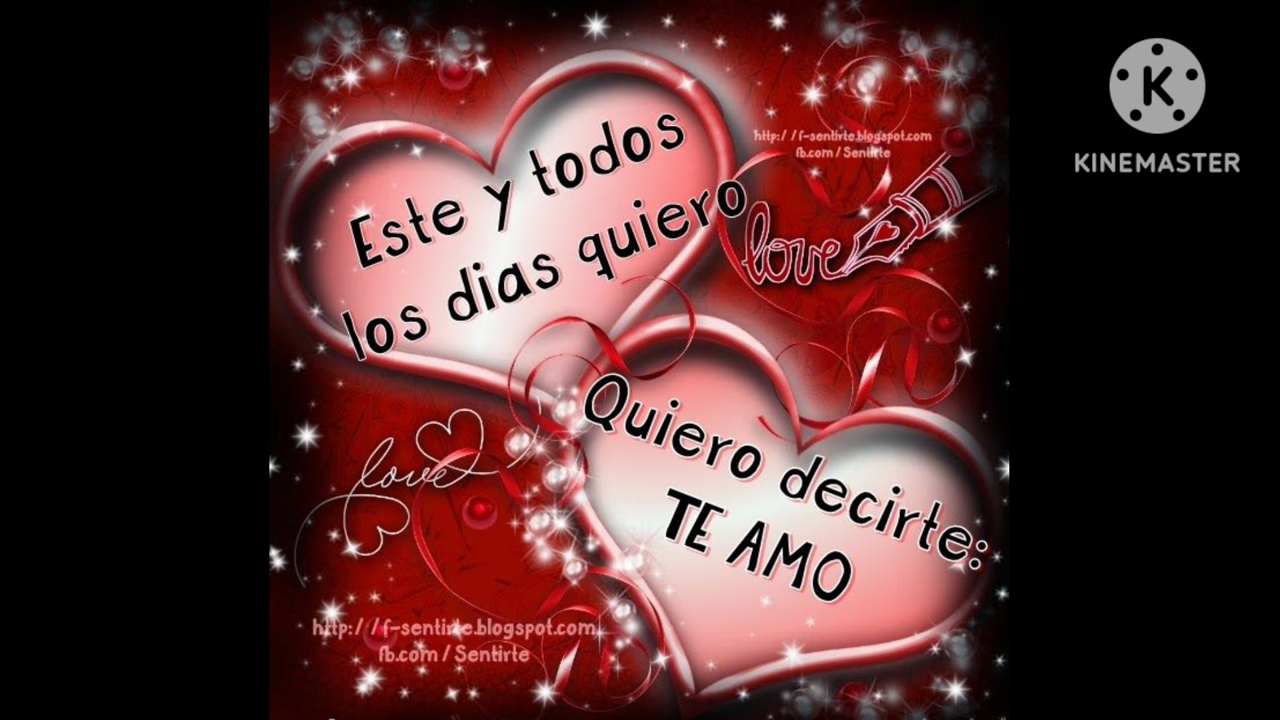 Este y todos
los dias quiero
http://f-sentirte.blogspot.com
fb.com/Sentirte
love
KINEMASTER
Quiero decirte:
TE AMO
love
http://f-sentirte.blogspot.com
fb.com/Sentirte